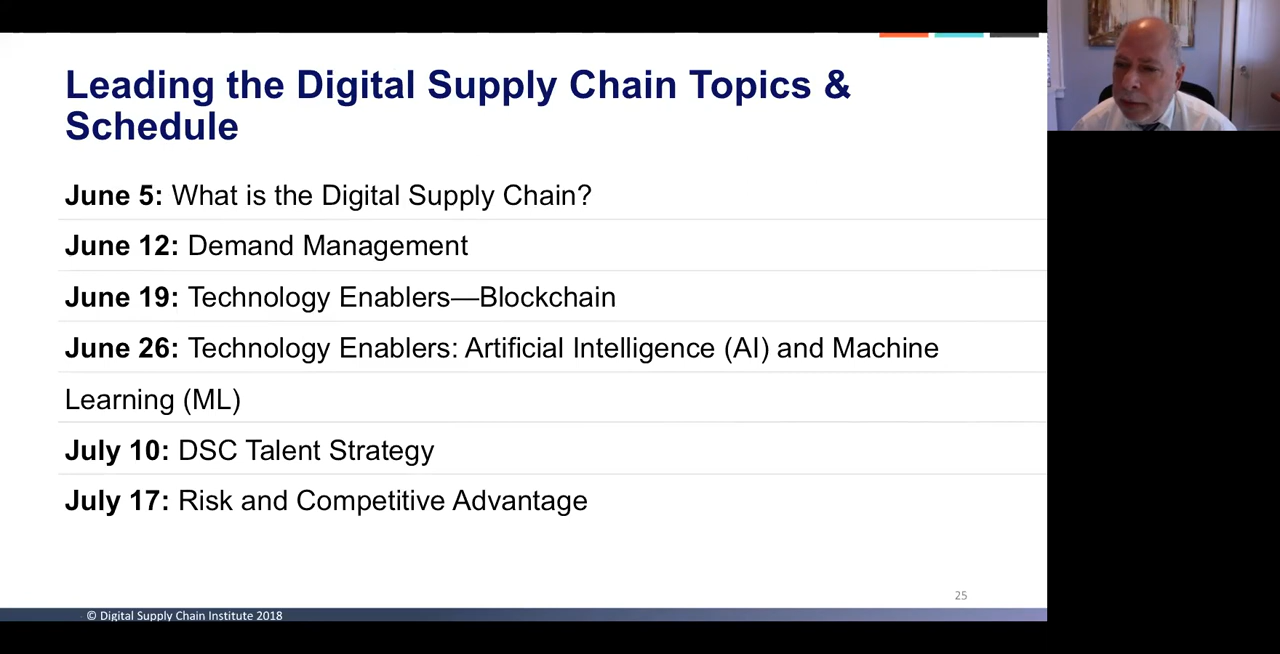 Leading the Digital Supply Chain Topics &
Schedule
June 5: What is the Digital Supply Chain?
June 12: Demand Management
June 19: Technology Enablers—Blockchain
June 26: Technology Enablers: Artificial Intelligence (AI) and Machine
Learning (ML)
July 10: DSC Talent Strategy
July 17: Risk and Competitive Advantage
25
© Digital Supply Chain Institute 2018